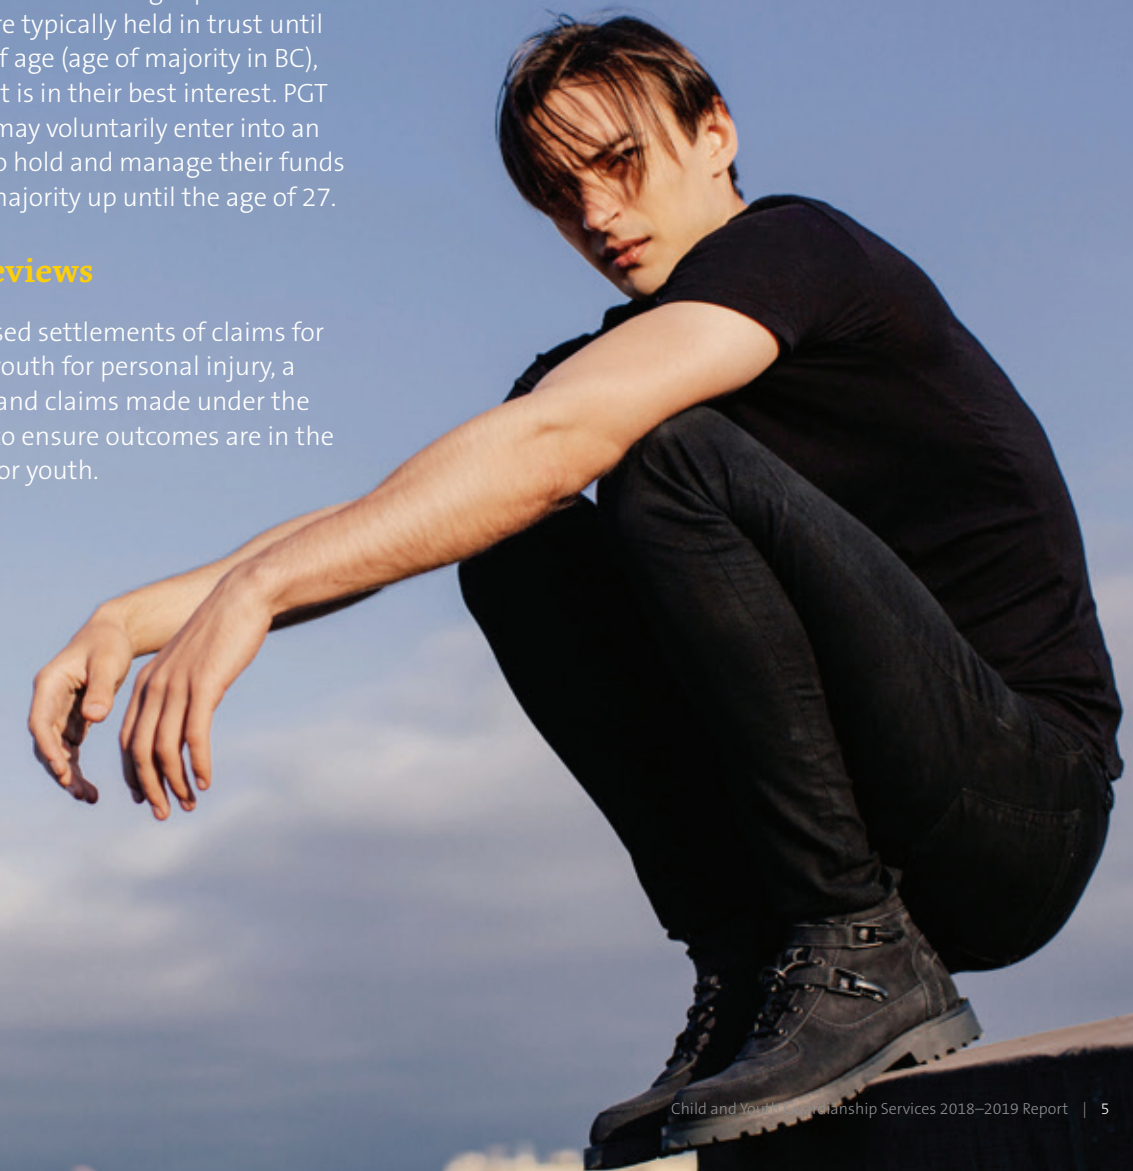 re typically held in trust until
f age (age of majority in BC),
t is in their best interest. PGT
may voluntarily enter into an
o hold and manage their funds
majority up until the age of 27.
eviews
sed settlements of claims for
outh for personal injury, a
and claims made under the
o ensure outcomes are in the
or youth.
Child and Youth Guardianship Services 2018–2019 Report | 5